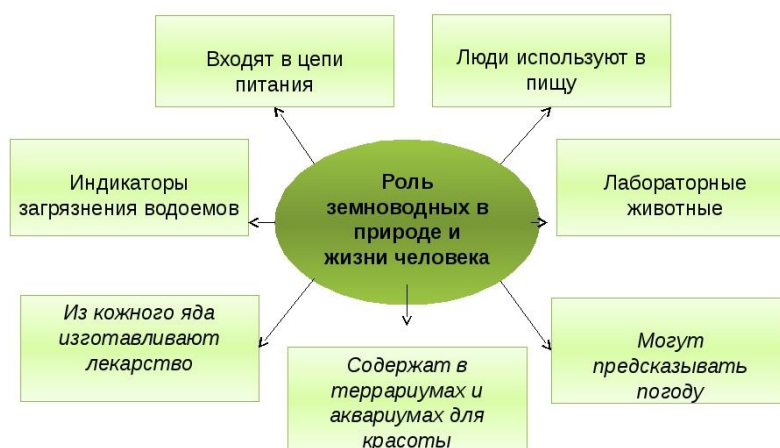 Входят в цепи
питания
Люди используют в
пищу
Индикаторы
загрязнения водоемов
Роль
земноводных в
природе и
жизни человека
Лабораторные
животные
Из кожного яда
изготавливают
лекарство
Содержат в
террариумах и
аквариумах для
красоты
Могут
предсказывать
погоду